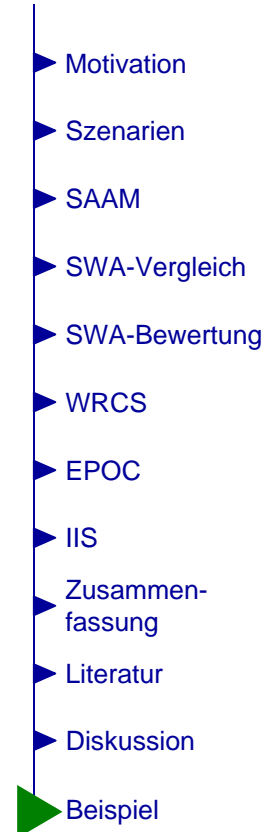 Motivation
Szenarien
SAAM
SWA-Vergleich
SWA-Bewertung
WRCS
EPOC
IIS
Zusammen-
fassung
Literatur
Diskussion
Beispiel